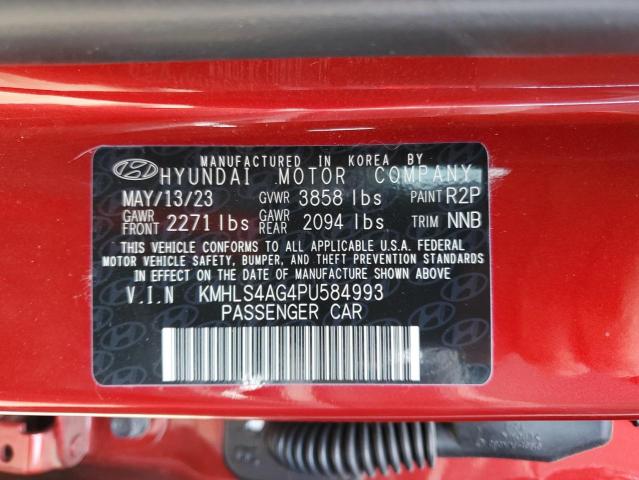 MANUFACTURED IN KOREA BY
HYUNDAI MOTOR COMPANY
MAY/13/23 GVWR 3858 lbs PAINT R2P
GAWR FRONT 2271 lbs GAWR REAR 2094 lbs TRIM NNB
THIS VEHICLE CONFORMS TO ALL APPLICABLE U.S.A. FEDERAL
MOTOR VEHICLE SAFETY, BUMPER, AND THEFT PREVENTION STANDARDS
IN EFFECT ON THE DATE OF MANUFACTURE SHOWN ABOVE.
V.I.N KMHLS4AG4PU584993
PASSENGER CAR